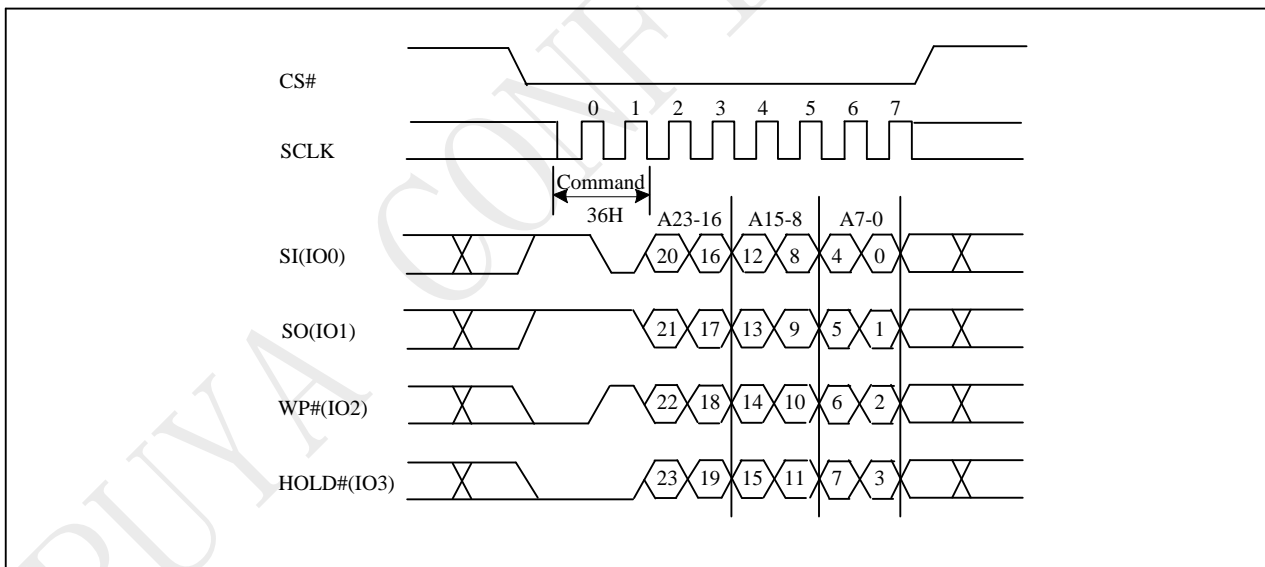 PUYA CONF
CS#
0 1 2 3 4 5 6 7
SCLK
Command
36H
A23-16 A15-8 A7-0
SI(IO0) 20 16 12 8 4 0
SO(IO1) 21 17 13 9 5 1
WP#(IO2) 22 18 14 10 6 2
HOLD#(IO3) 23 19 15 11 7 3